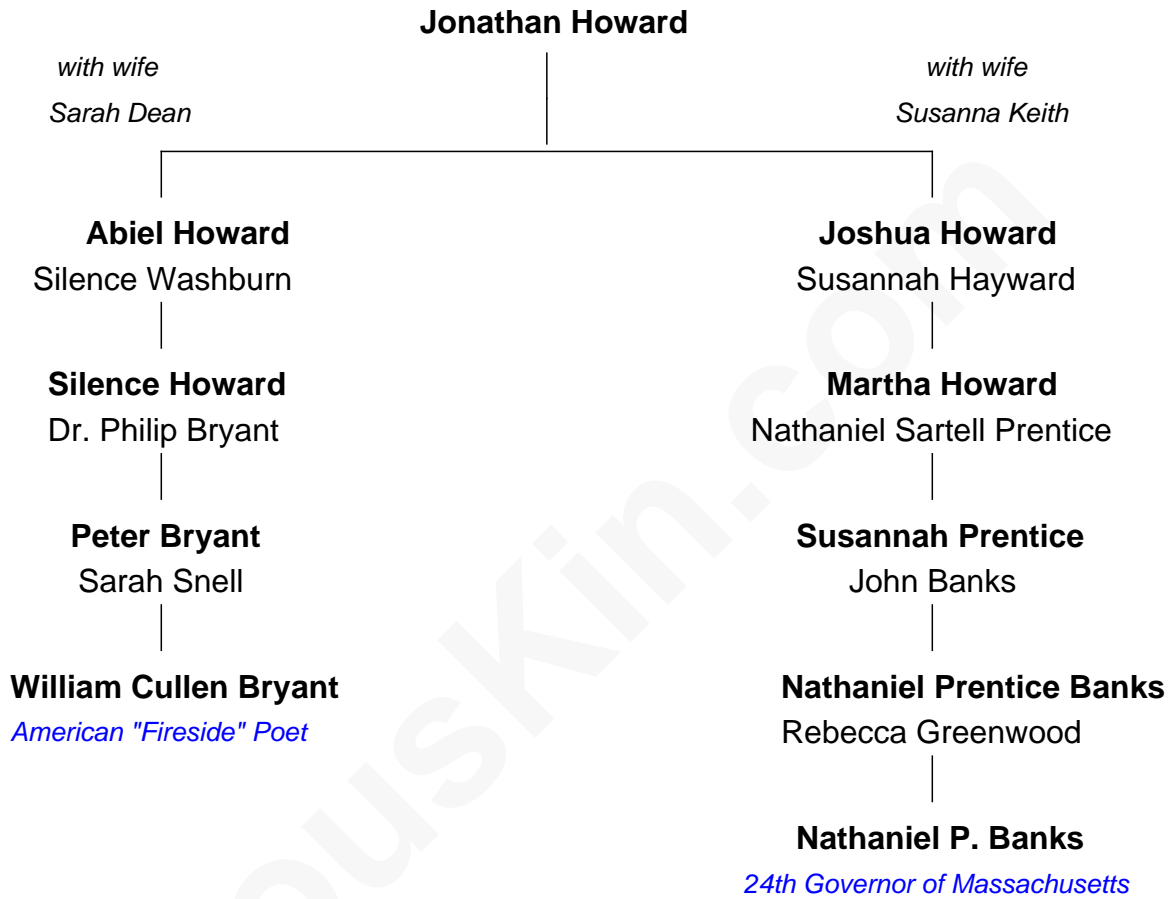 Jonathan Howard
with wife
Sarah Dean
with wife
Susanna Keith
Abiel Howard
Silence Washburn
Joshua Howard
Susannah Hayward
Silence Howard
Dr. Philip Bryant
Martha Howard
Nathaniel Sartell Prentice
Peter Bryant
Sarah Snell
Susannah Prentice
John Banks
William Cullen Bryant
American "Fireside" Poet
Nathaniel Prentice Banks
Rebecca Greenwood
Nathaniel P. Banks
24th Governor of Massachusetts
ousKin.com